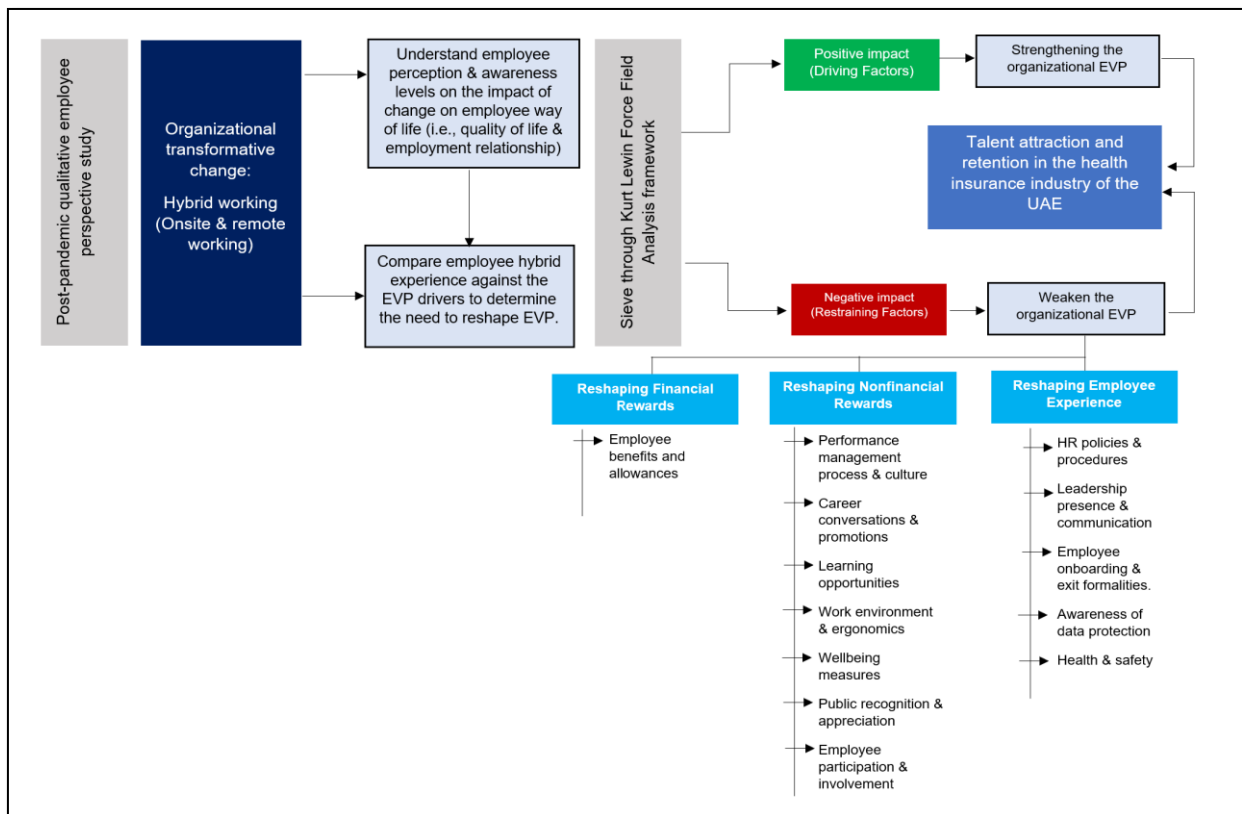 Post-pandemic qualitative employee
perspective study
Organizational
transformative
change:
Hybrid working
(Onsite & remote
working)
Understand employee
perception & awareness
levels on the impact of
change on employee way
of life (i.e., quality of life &
employment relationship)
Compare employee hybrid
experience against the
EVP drivers to determine
the need to reshape EVP.
Sieve through Kurt Lewin Force Field
Analysis framework
Positive impact
(Driving Factors)
Strengthening the
organizational EVP
Talent attraction and
retention in the health
insurance industry of the
UAE
Negative impact
(Restraining Factors)
Weaken the
organizational EVP
Reshaping Financial
Rewards
Employee
benefits and
allowances
Reshaping Nonfinancial
Rewards
Performance
management
process & culture
Career
conversations &
promotions
Learning
opportunities
Work environment
& ergonomics
Wellbeing
measures
Public recognition &
appreciation
Employee
participation &
involvement
Reshaping Employee
Experience
HR policies &
procedures
Leadership
presence &
communication
Employee
onboarding &
exit formalities.
Awareness of
data protection
Health & safety